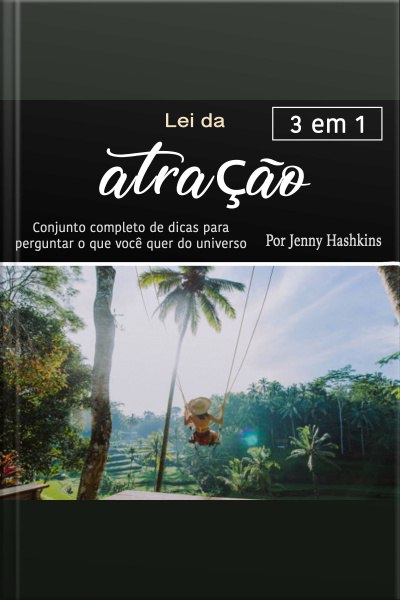 Lei da
3 em 1
atração
Conjunto completo de dicas para
perguntar o que você quer do universo
Por Jenny Hashkins